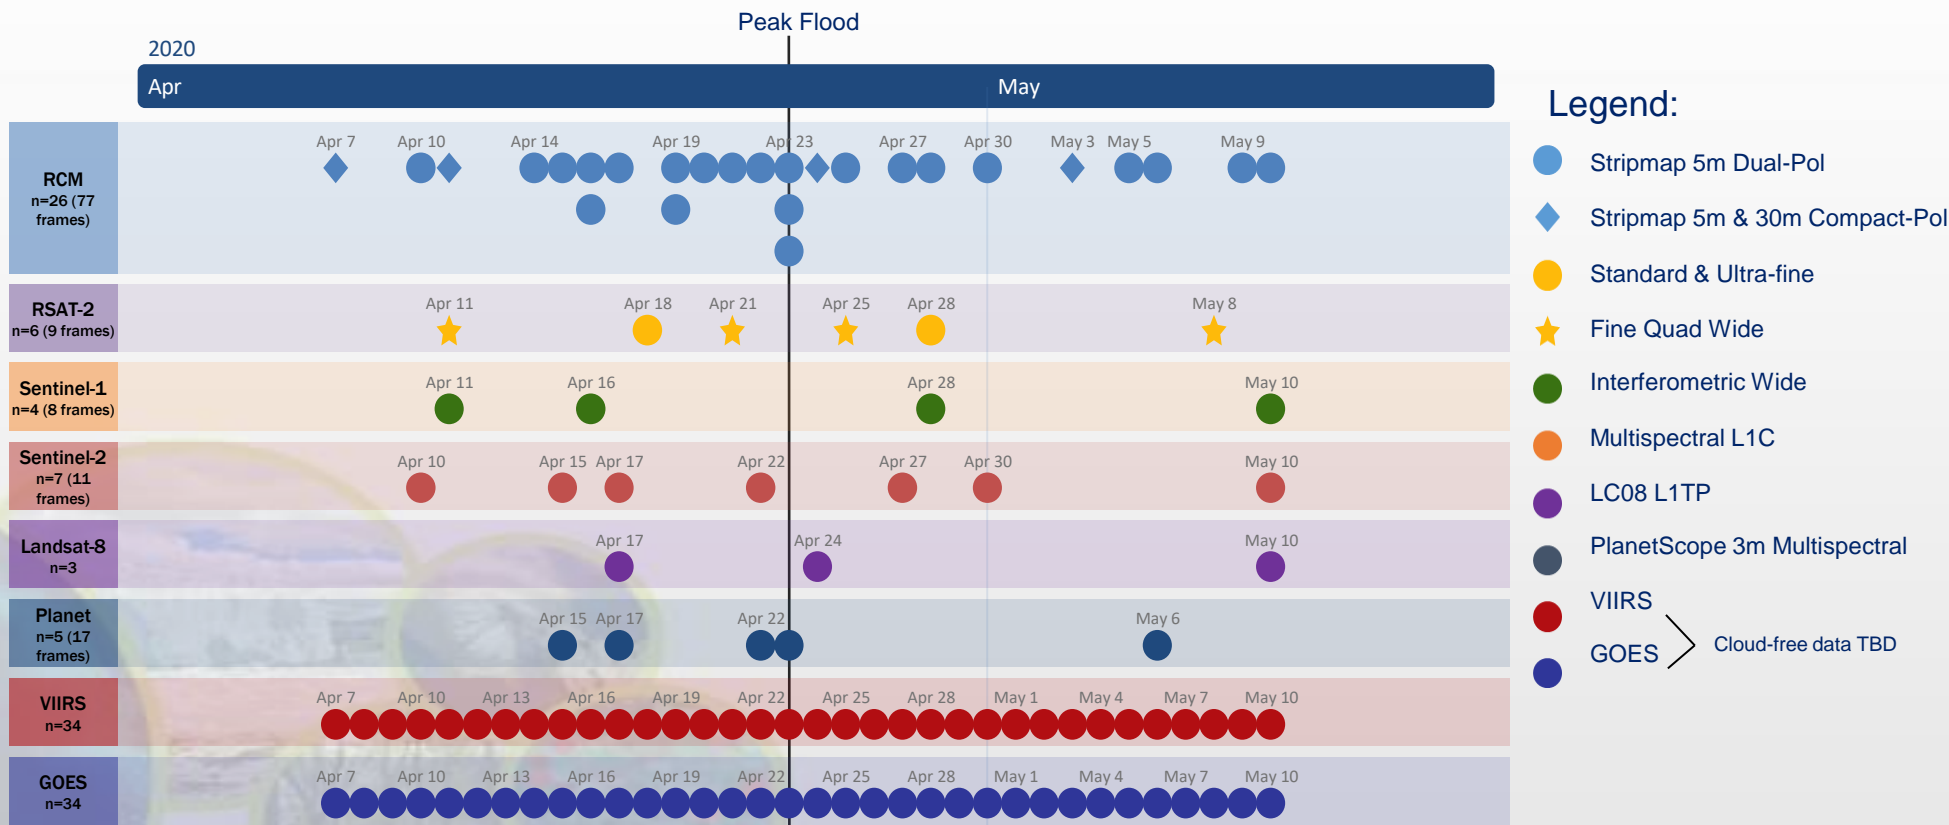 Peak Flood
2020
Apr
May
RCM
n=26 (77
frames)
Apr 7
Apr 10
Apr 14
Apr 19
Apr 23
Apr 27
Apr 30
May 3
May 5
May 9
RSAT-2
n=6 (9 frames)
Apr 11
Apr 18
Apr 21
Apr 25
Apr 28
May 8
Sentinel-1
n=4 (8 frames)
Apr 11
Apr 16
Apr 28
May 10
Sentinel-2
n=7 (11
frames)
Apr 10
Apr 15
Apr 17
Apr 22
Apr 27
Apr 30
May 10
Landsat-8
n=3
Apr 17
Apr 24
May 10
Planet
n=5 (17
frames)
Apr 15
Apr 17
Apr 22
May 6
VIIRS
n=34
Apr 7
Apr 10
Apr 13
Apr 16
Apr 19
Apr 22
Apr 25
Apr 28
May 1
May 4
May 7
May 10
GOES
n=34
Apr 7
Apr 10
Apr 13
Apr 16
Apr 19
Apr 22
Apr 25
Apr 28
May 1
May 4
May 7
May 10
Legend:
Stripmap 5m Dual-Pol
Stripmap 5m & 30m Compact-Pol
Standard & Ultra-fine
Fine Quad Wide
Interferometric Wide
Multispectral L1C
LC08 L1TP
PlanetScope 3m Multispectral
VIIRS
GOES
Cloud-free data TBD